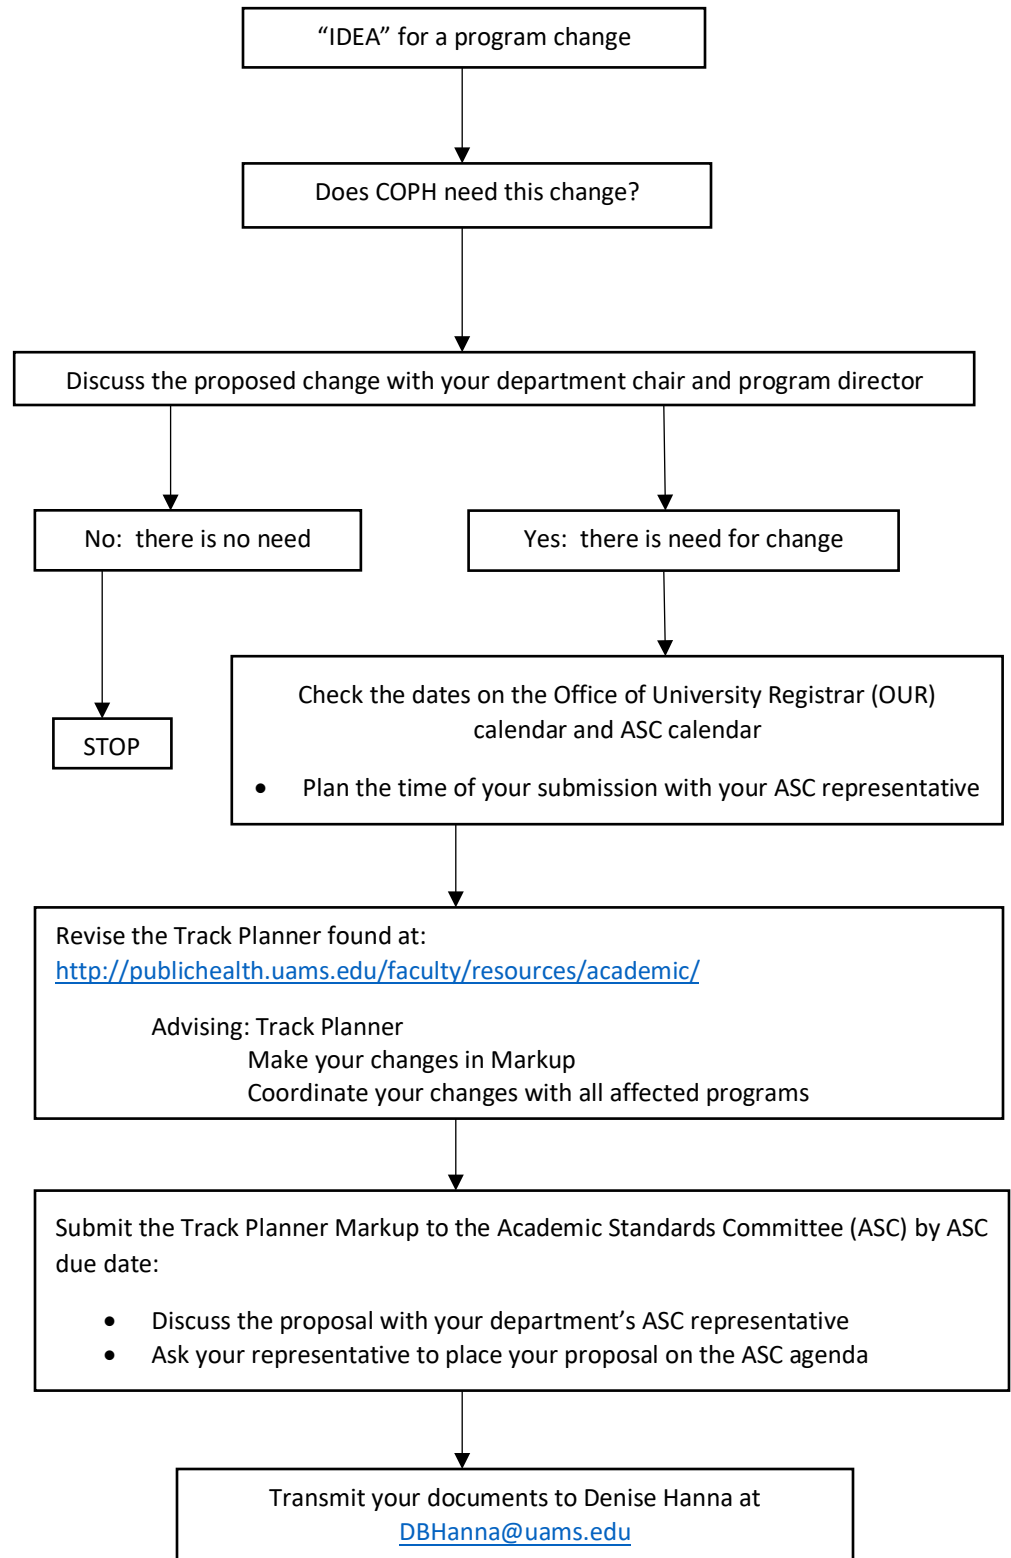 “IDEA” for a program change
Does COPH need this change?
Discuss the proposed change with your department chair and program director
No:  there is no need
Yes:  there is need for change
STOP
Check the dates on the Office of University Registrar (OUR)
calendar and ASC calendar
• Plan the time of your submission with your ASC representative
Revise the Track Planner found at:
http://publichealth.uams.edu/faculty/resources/academic/
Advising: Track Planner
Make your changes in Markup
Coordinate your changes with all affected programs
Submit the Track Planner Markup to the Academic Standards Committee (ASC) by ASC
due date:
• Discuss the proposal with your department’s ASC representative
• Ask your representative to place your proposal on the ASC agenda
Transmit your documents to Denise Hanna at
DBHanna@uams.edu